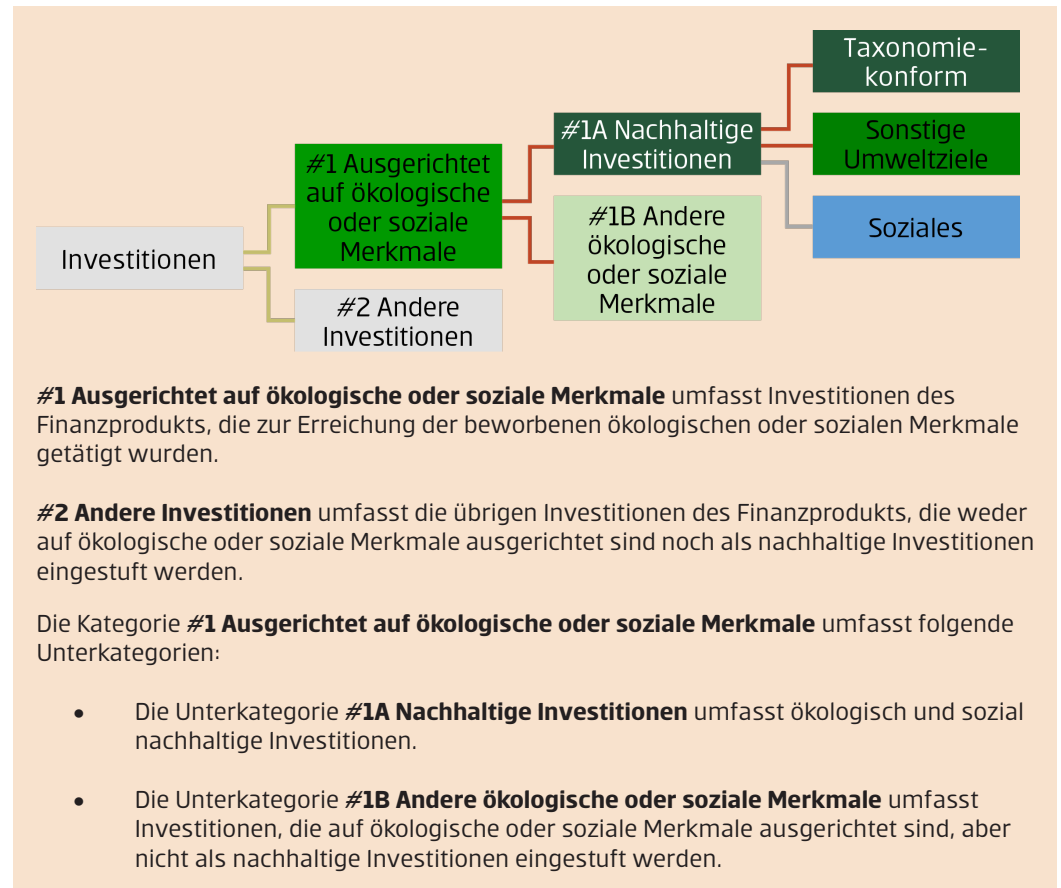 Taxonomie-
konform
#1A Nachhaltige
Investitionen
Sonstige
Umweltziele
#1 Ausgerichtet
auf ökologische
oder soziale
Merkmale
#1B Andere
ökologische
oder soziale
Merkmale
Soziales
Investitionen
#2 Andere
Investitionen
#1 Ausgerichtet auf ökologische oder soziale Merkmale umfasst Investitionen des
Finanzprodukts, die zur Erreichung der beworbenen ökologischen oder sozialen Merkmale
getätigt wurden.
#2 Andere Investitionen umfasst die übrigen Investitionen des Finanzprodukts, die weder
auf ökologische oder soziale Merkmale ausgerichtet sind noch als nachhaltige Investitionen
eingestuft werden.
Die Kategorie #1 Ausgerichtet auf ökologische oder soziale Merkmale umfasst folgende
Unterkategorien:
• Die Unterkategorie #1A Nachhaltige Investitionen umfasst ökologisch und sozial
nachhaltige Investitionen.
• Die Unterkategorie #1B Andere ökologische oder soziale Merkmale umfasst
Investitionen, die auf ökologische oder soziale Merkmale ausgerichtet sind, aber
nicht als nachhaltige Investitionen eingestuft werden.